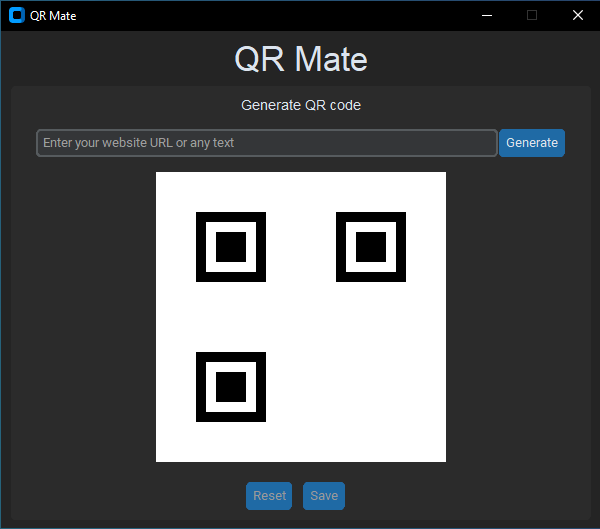 QR Mate
QR Mate
Generate QR code
Enter your website URL or any text
Generate
Reset
Save